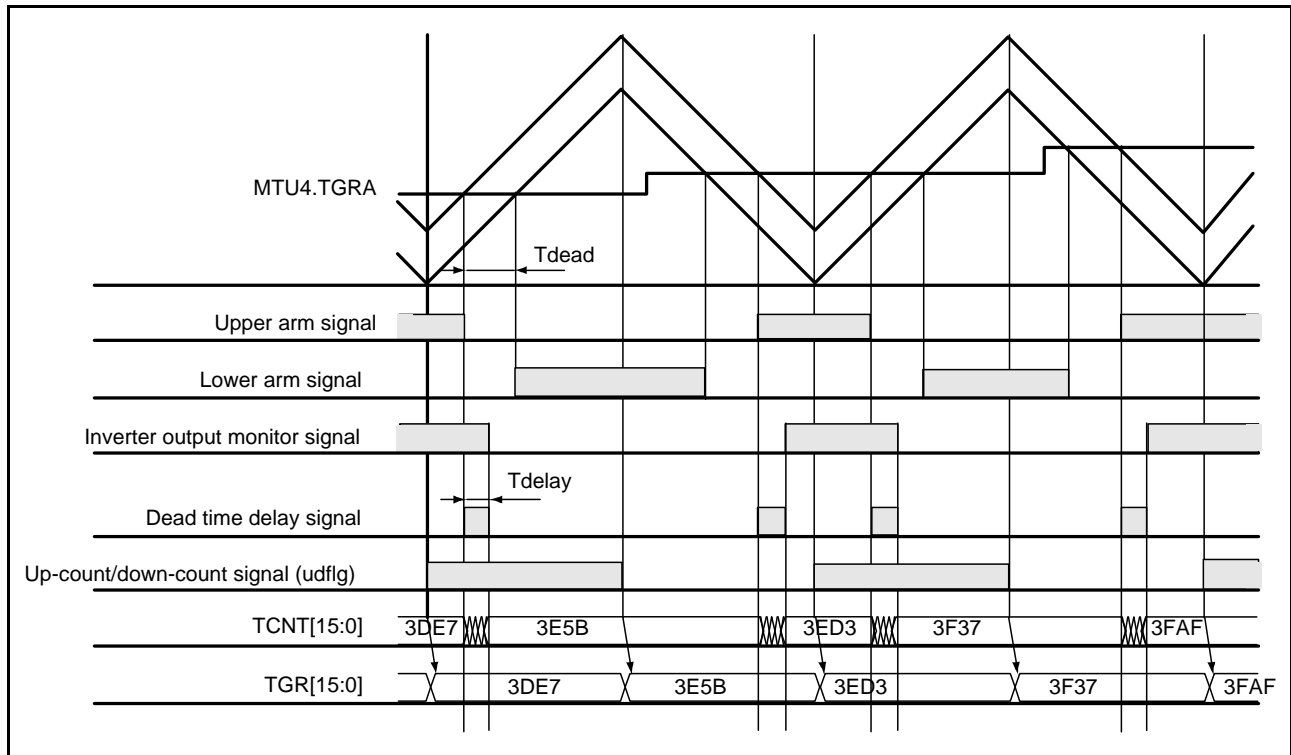 MTU4.TGRA
Tdead
Upper arm signal
Lower arm signal
Inverter output monitor signal
Tdelay
Dead time delay signal
Up-count/down-count signal (udflg)
TCNT[15:0] 3DE7 3E5B 3ED3 3F37 3FAF
TGR[15:0] 3DE7 3E5B 3ED3 3F37 3FAF